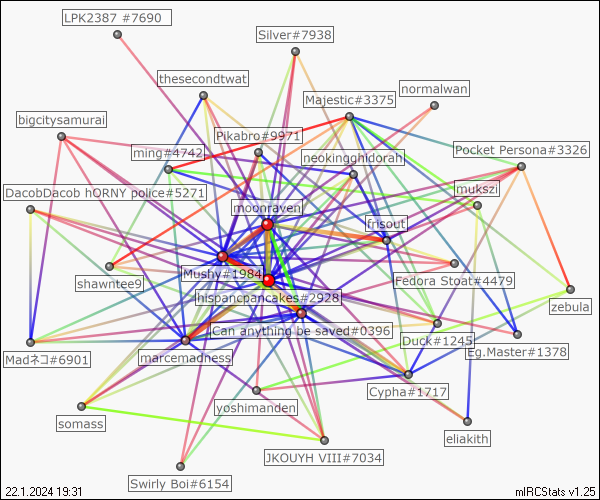 LPK2387 #7690
Silver#7938
thesecondtwat
normalwan
Majestic#3375
bigcitysamurai
Pikabro#9971
ming#4742
neokingghidorah
Pocket Persona#3326
DacobDacob hORNY police#5271
mukszi
moonraven
frisout
Mushy#1984
shawntee9
Fedora Stoat#4479
hispancpancakes#2928
zebula
Can anything be saved#0396
Duck#1245
Eg.Master#1378
Madネコ#6901
marcemadness
Cypha#1717
yoshimanden
somass
eliakith
JKOUYH VIII#7034
Swirly Boi#6154
22.1.2024 19:31
mIRCStats v1.25